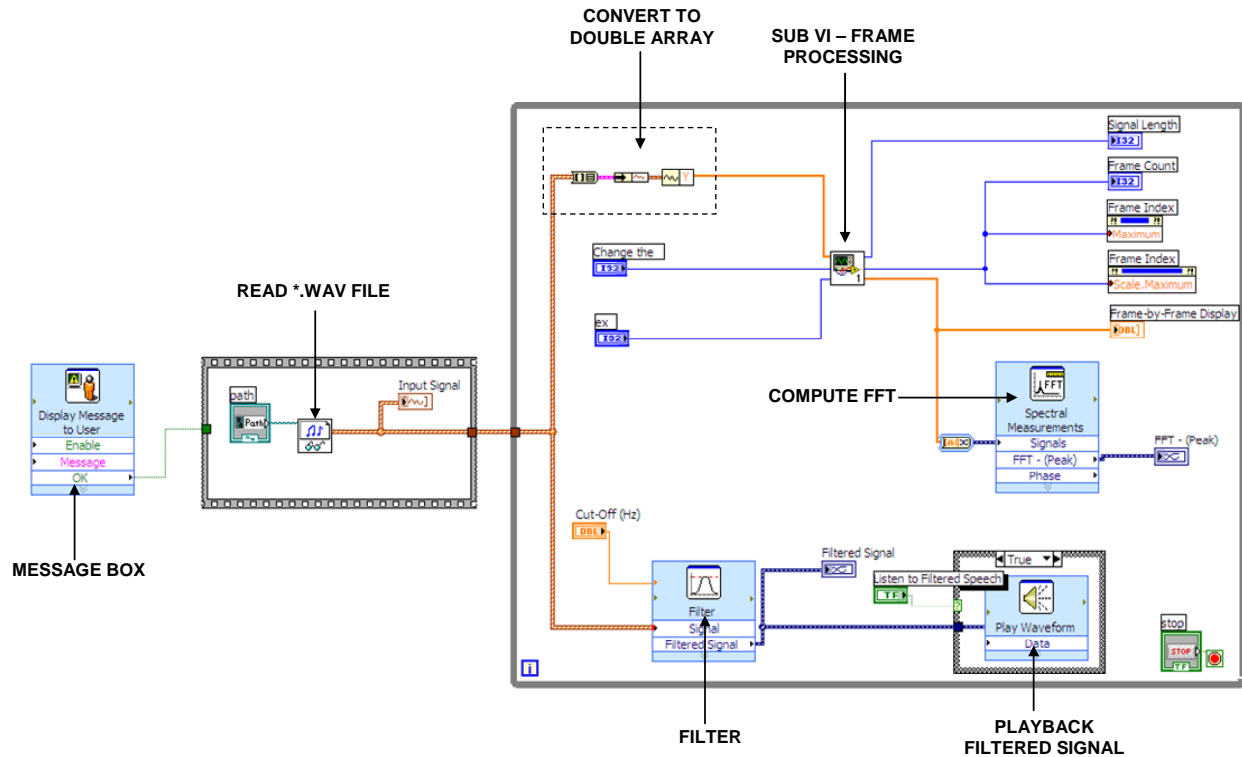 CONVERT TO
DOUBLE ARRAY
SUB VI – FRAME
PROCESSING
Signal Length
I32
Frame Count
I32
Frame Index
Maximum
Frame Index
Scale.Maximum
Frame-by-Frame Display
DBL]
Y
Change the
I32
1
ex
I32
READ *.WAV FILE
Display Message
to User
Enable
Message
OK
MESSAGE BOX
path
Path
Input Signal
COMPUTE FFT
FFT
Spectral
Measurements
Signals
FFT - (Peak)
Phase
FFT - (Peak)
Cut-Off (Hz)
DBL
Filter
Signal
Filtered Signal
Filtered Signal
Listen to Filtered Speech
TF
?
True
Play Waveform
Data
stop
STOP
TF
i
FILTER
PLAYBACK
FILTERED SIGNAL